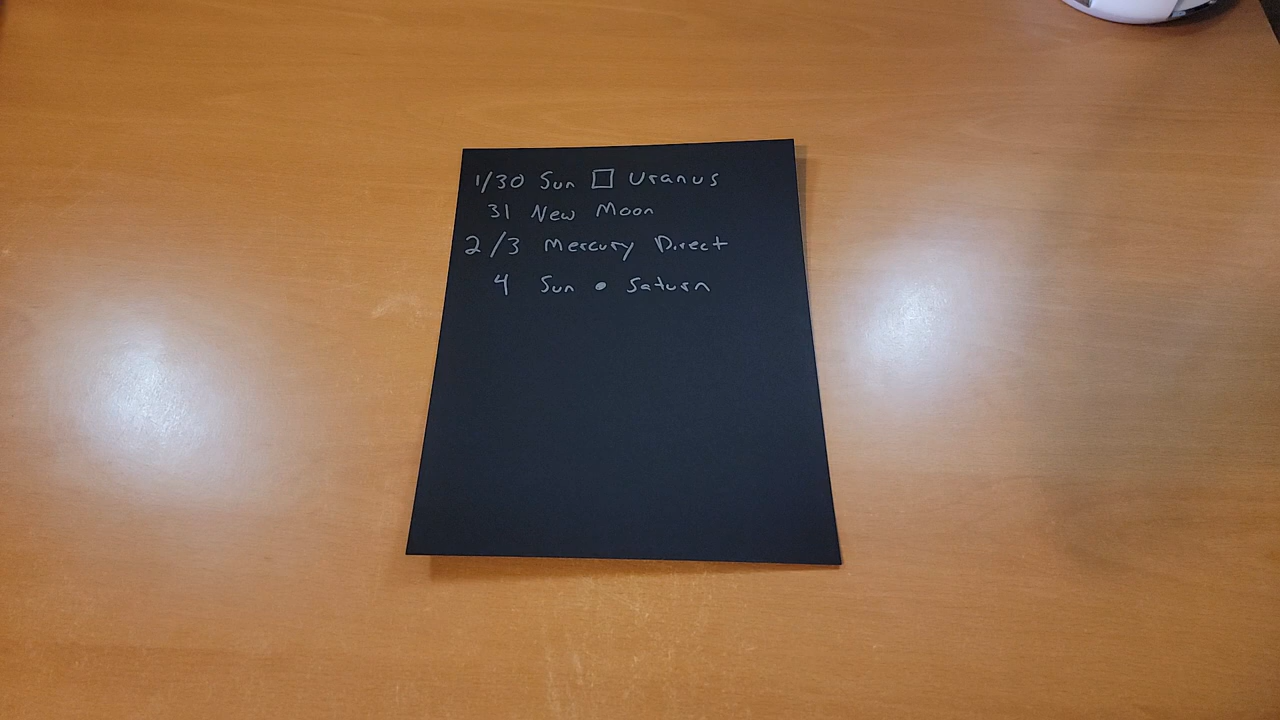 1/30 Sun □ Uranus
31 New Moon
2/3 Mercury Direct
4 Sun • Saturn